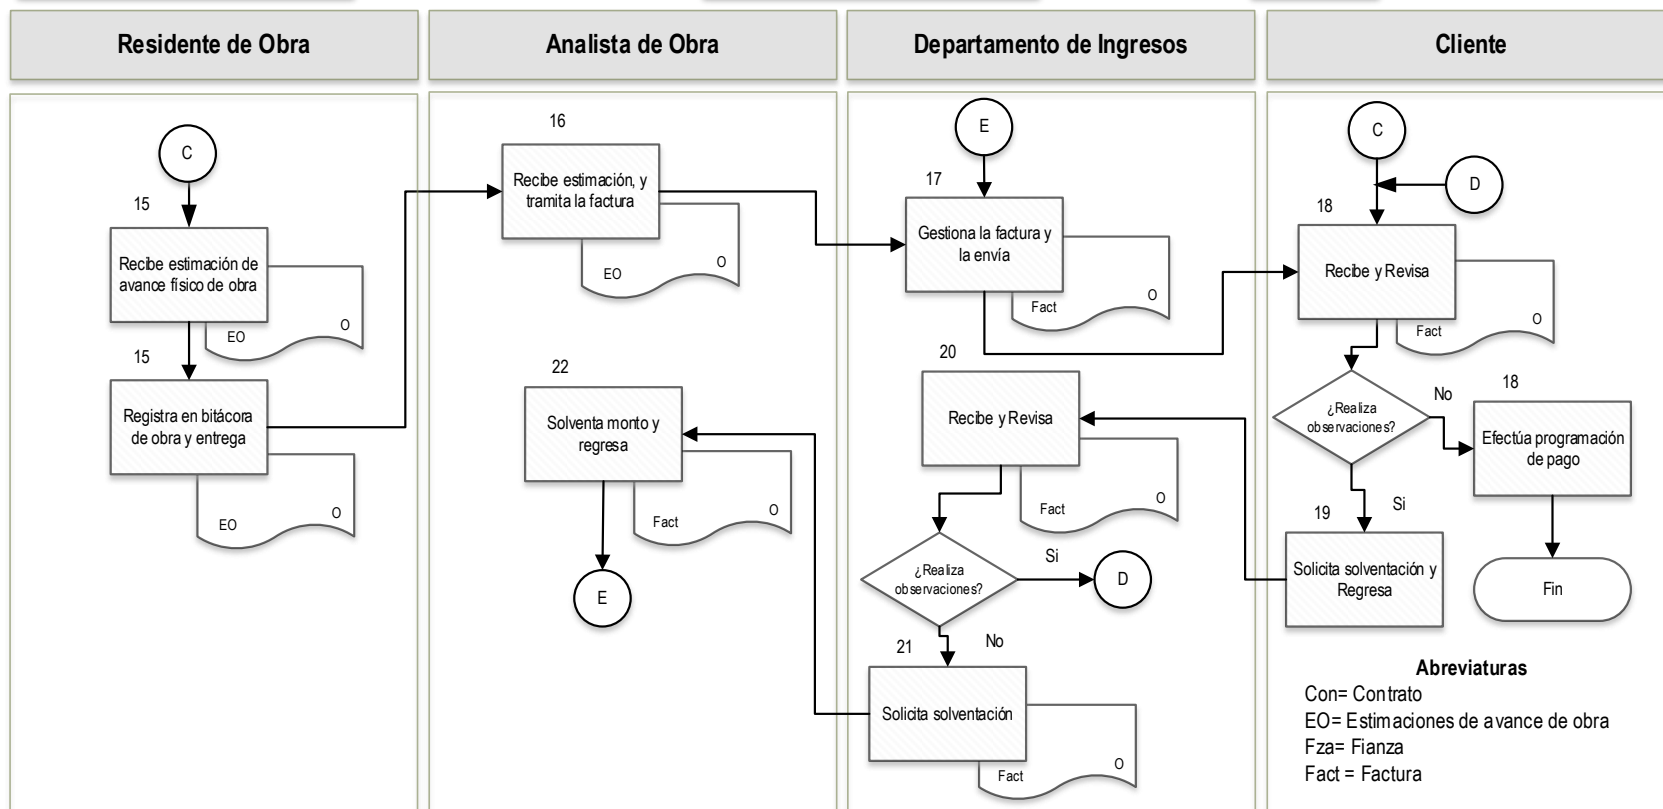 Residente de Obra
Analista de Obra
Departamento de Ingresos
Cliente
C
15
Recibe estimación de
avance físico de obra
EO
O
15
Registra en bitácora
de obra y entrega
EO
O
16
Recibe estimación, y
tramita la factura
EO
O
22
Solventa monto y
regresa
Fact
O
E
E
17
Gestiona la factura y
la envía
Fact
O
20
Recibe y Revisa
Fact
O
¿Realiza
observaciones?
Si
D
No
21
Solicita solventación
Fact
O
C
D
18
Recibe y Revisa
Fact
O
¿Realiza
observaciones?
No
18
Efectúa programación
de pago
Si
19
Solicita solventación y
Regresa
Fin
Abreviaturas
Con= Contrato
EO= Estimaciones de avance de obra
Fza= Fianza
Fact = Factura